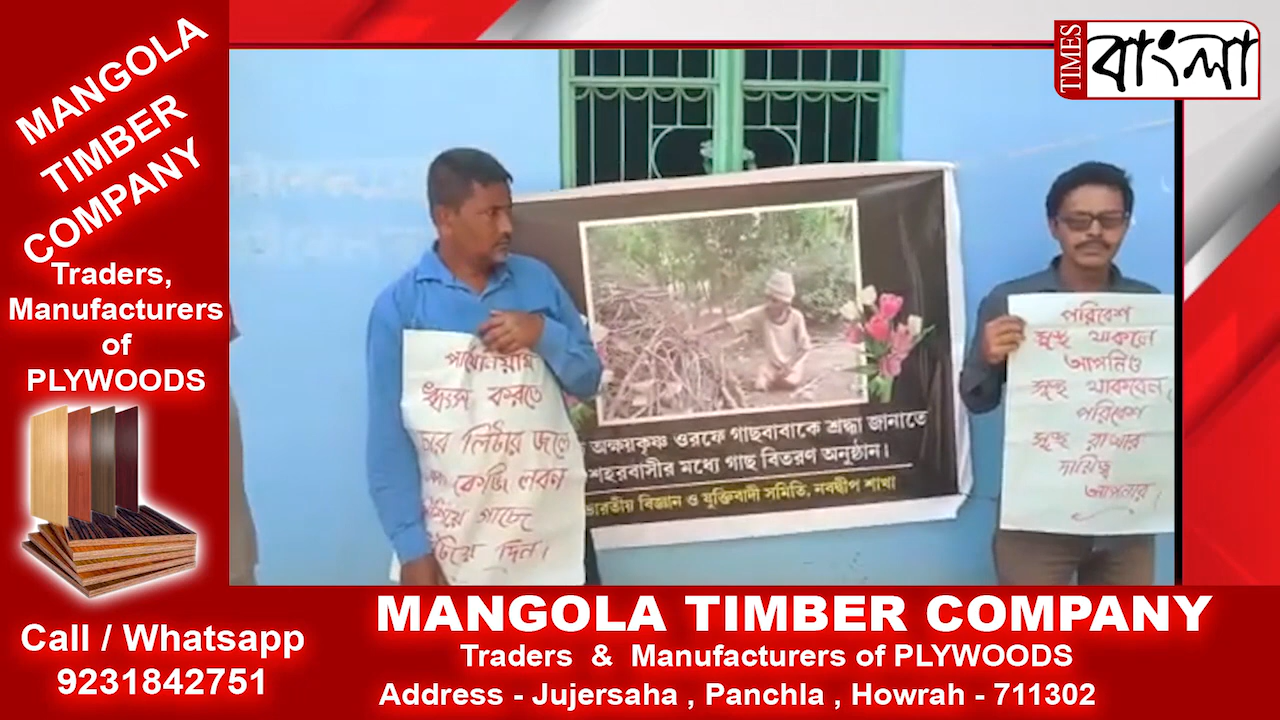 MANGOLA
TIMBER
COMPANY
Traders,
Manufacturers
of
PLYWOODS
Call / Whatsapp
9231842751
TIMES
বাংলা
ধ্বংস করতে
লিটার জলে
কেজি লবন
গাছে
দিন।
অক্ষয়কৃষ্ণ ওরফে গাছবাবাকে শ্রদ্ধা জানাতে
শহরবাসীর মধ্যে গাছ বিতরণ অনুষ্ঠান।
ভারতীয় বিজ্ঞান ও যুক্তিবাদী সমিতি, নবদ্বীপ শাখা
পরিবেশ
সুস্থ থাকলে
আপনিও
সুস্থ থাকবেন,
পরিবেশ
সুস্থ রাখার
দায়িত্ব
আপনার।
MANGOLA TIMBER COMPANY
Traders & Manufacturers of PLYWOODS
Address - Jujersaha , Panchla , Howrah - 711302